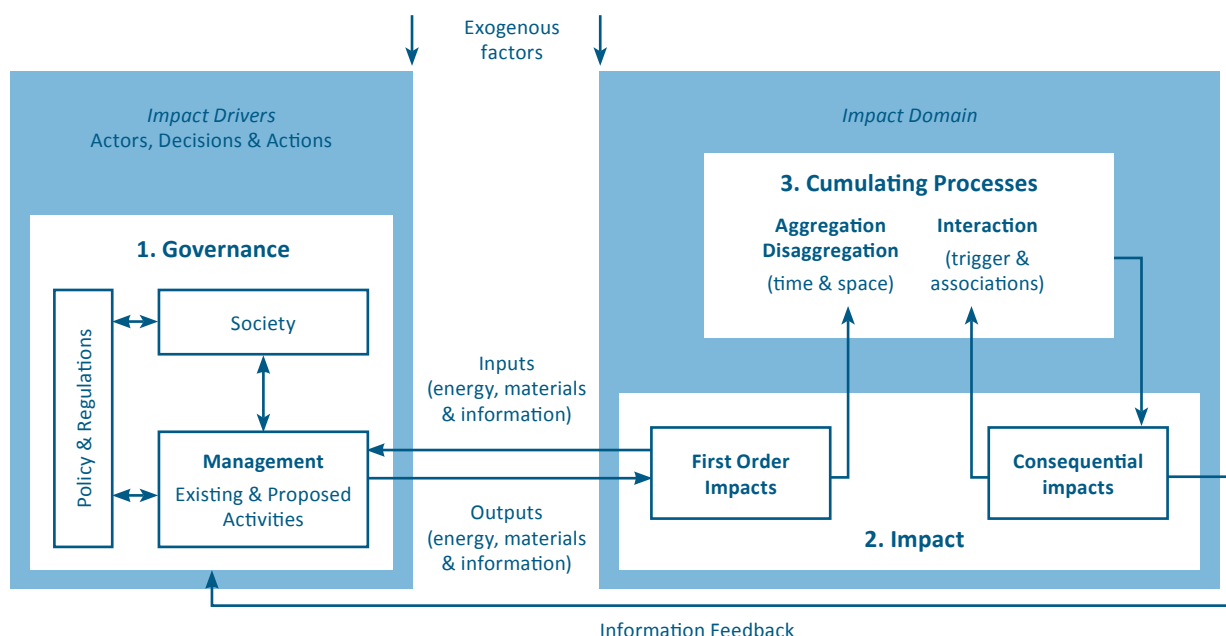 Exogenous
factors
Impact Drivers
Actors, Decisions & Actions
Impact Domain
1. Governance
Policy & Regulations
Society
Management
Existing & Proposed
Activities
Inputs
(energy, materials
& information)
Outputs
(energy, materials
& information)
3. Cumulating Processes
Aggregation
Disaggregation
(time & space)
Interaction
(trigger &
associations)
First Order
Impacts
Consequential
impacts
2. Impact
Information Feedback